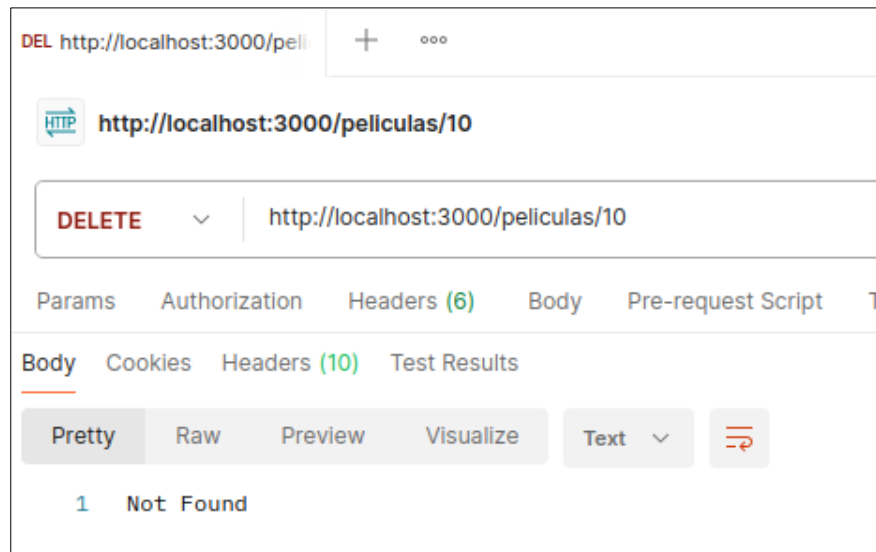 DEL http://localhost:3000/peli
HTTP http://localhost:3000/peliculas/10
DELETE http://localhost:3000/peliculas/10
Params Authorization Headers (6) Body Pre-request Script T
Body Cookies Headers (10) Test Results
Pretty Raw Preview Visualize Text
1 Not Found